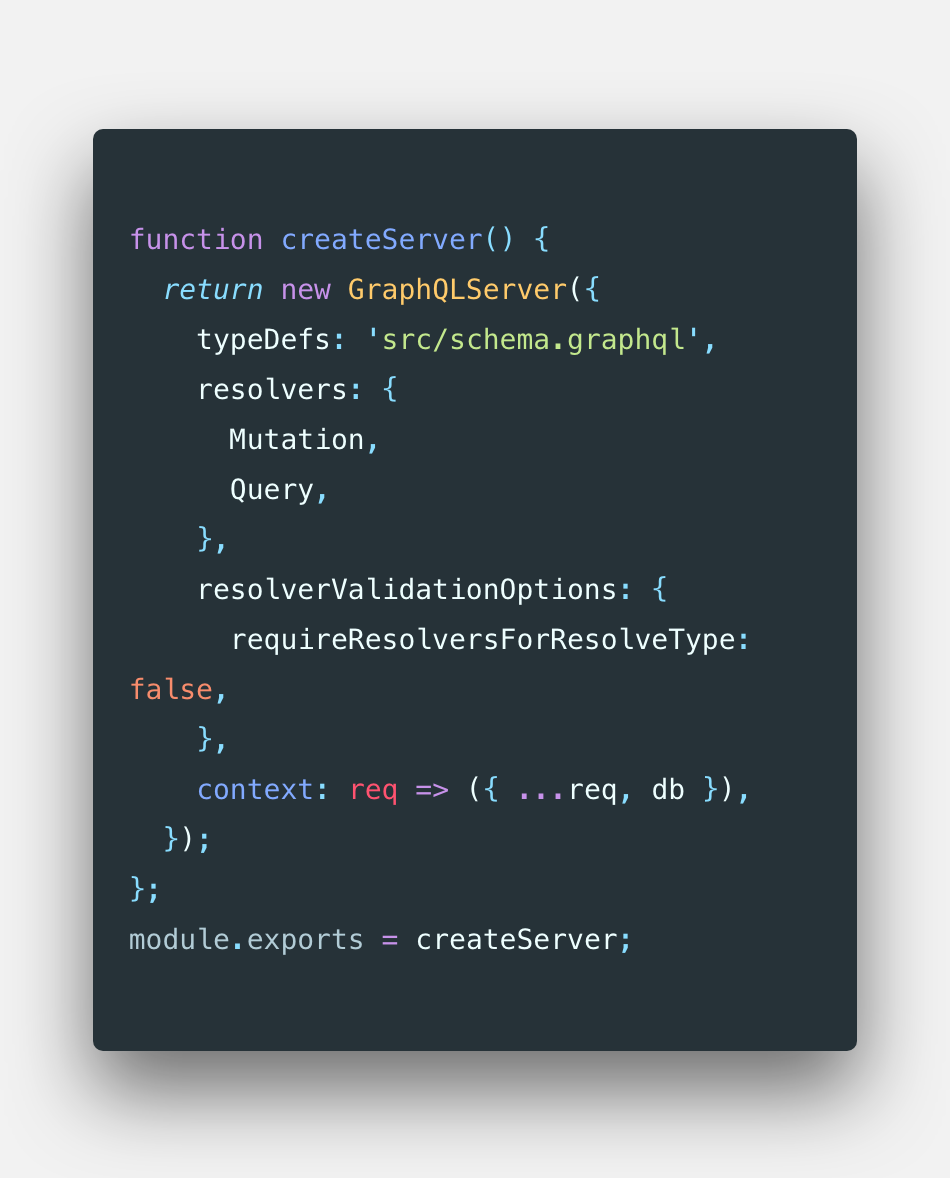 function createServer() {
  return new GraphQLServer({
    typeDefs: 'src/schema.graphql',
    resolvers: {
      Mutation,
      Query,
    },
    resolverValidationOptions: {
      requireResolversForResolveType:
false,
    },
    context: req => ({ ...req, db }),
  });
};
module.exports = createServer;